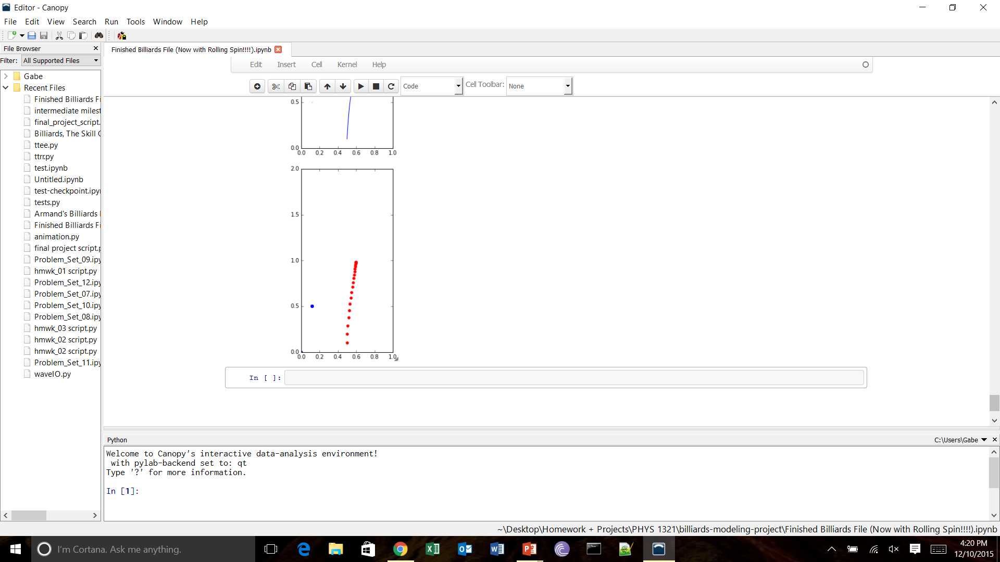 Editor - Canopy
File Edit View Search Run Tools Window Help
File Browser
Filter: All Supported Files
Gabe
Recent Files
Finished Billiards Fi
intermediate milest
final_project_script.
Billiards, The Skill
ttee.py
ttrr.py
test.ipynb
Untitled.ipynb
test-checkpoint.ipyn
tests.py
Armand's Billiards
Finished Billiards Fi
animation.py
final project script.p
Problem_Set_09.ipy
hmwk_01 script.py
Problem_Set_12.ipy
Problem_Set_07.ipy
Problem_Set_10.ipy
Problem_Set_08.ipy
hmwk_03 script.py
hmwk_02 script.py
hmwk_02 script.py
Problem_Set_11.ipy
waveIO.py
Finished Billiards File (Now with Rolling Spin!!!!).ipynb
Edit Insert Cell Kernel Help
Code Cell Toolbar: None
0.5
0.0
0.0 0.2 0.4 0.6 0.8 1.0
2.0
1.5
1.0
0.5
0.0
0.0 0.2 0.4 0.6 0.8 1.0
In [ ]:
Python C:\Users\Gabe
Welcome to Canopy's interactive data-analysis environment!
with pylab-backend set to: qt
Type '?' for more information.
In [1]:
~\Desktop\Homework + Projects\PHYS 1321\billiards-modeling-project\Finished Billiards File (Now with Rolling Spin!!!!).ipynb
I'm Cortana. Ask me anything.
4:20 PM
12/10/2015